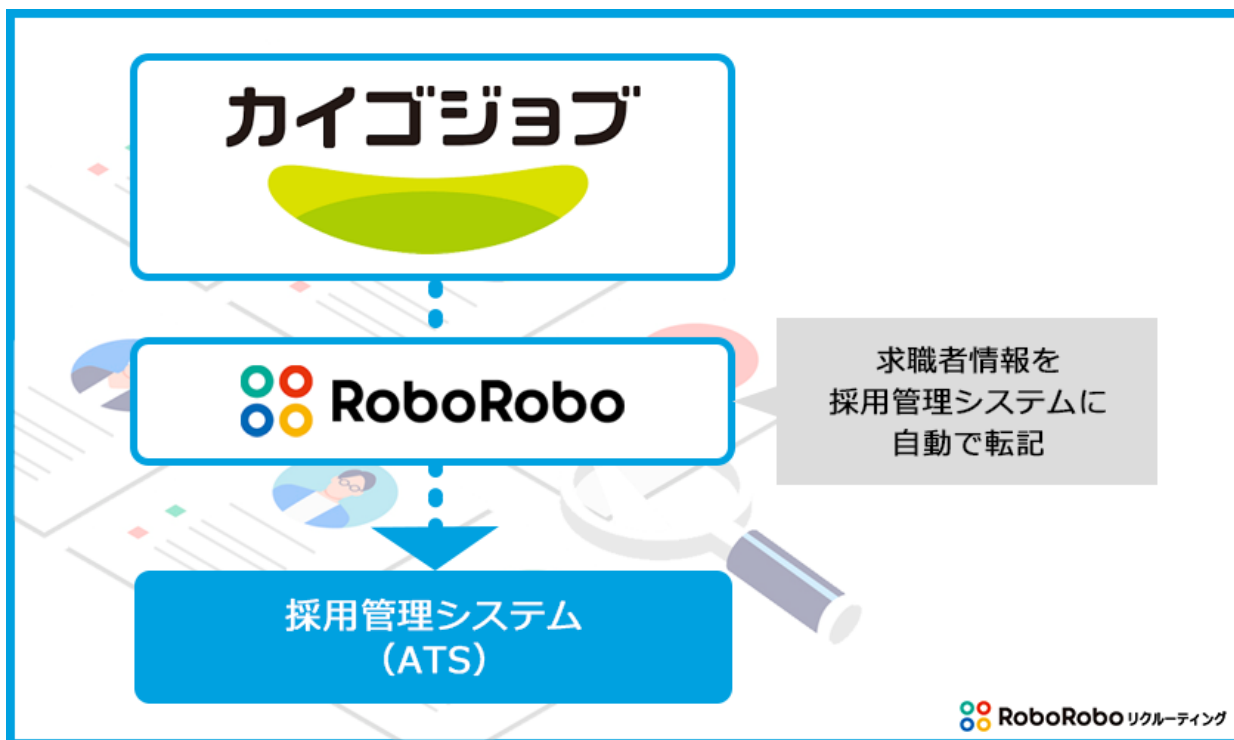 カイゴジョブ
RoboRobo
求職者情報を
採用管理システムに
自動で転記
採用管理システム
（ATS）
RoboRobo リクルーティング